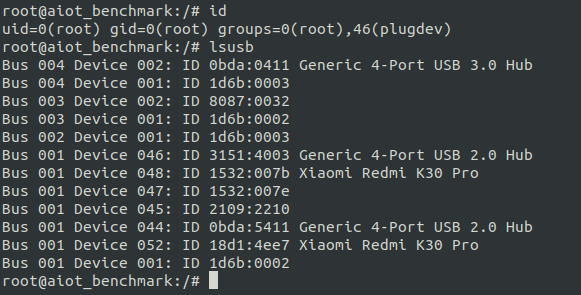 root@aiot_benchmark:/# id
uid=0(root) gid=0(root) groups=0(root),46(plugdev)
root@aiot_benchmark:/# lsusb
Bus 004 Device 002: ID 0bda:0411 Generic 4-Port USB 3.0 Hub
Bus 004 Device 001: ID 1d6b:0003
Bus 003 Device 002: ID 8087:0032
Bus 003 Device 001: ID 1d6b:0002
Bus 002 Device 001: ID 1d6b:0003
Bus 001 Device 046: ID 3151:4003 Generic 4-Port USB 2.0 Hub
Bus 001 Device 048: ID 1532:007b Xiaomi Redmi K30 Pro
Bus 001 Device 047: ID 1532:007e
Bus 001 Device 045: ID 2109:2210
Bus 001 Device 044: ID 0bda:5411 Generic 4-Port USB 2.0 Hub
Bus 001 Device 052: ID 18d1:4ee7 Xiaomi Redmi K30 Pro
Bus 001 Device 001: ID 1d6b:0002
root@aiot_benchmark:/#